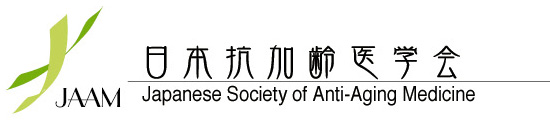 日本抗加齢医学会
JAAM
Japanese Society of Anti-Aging Medicine